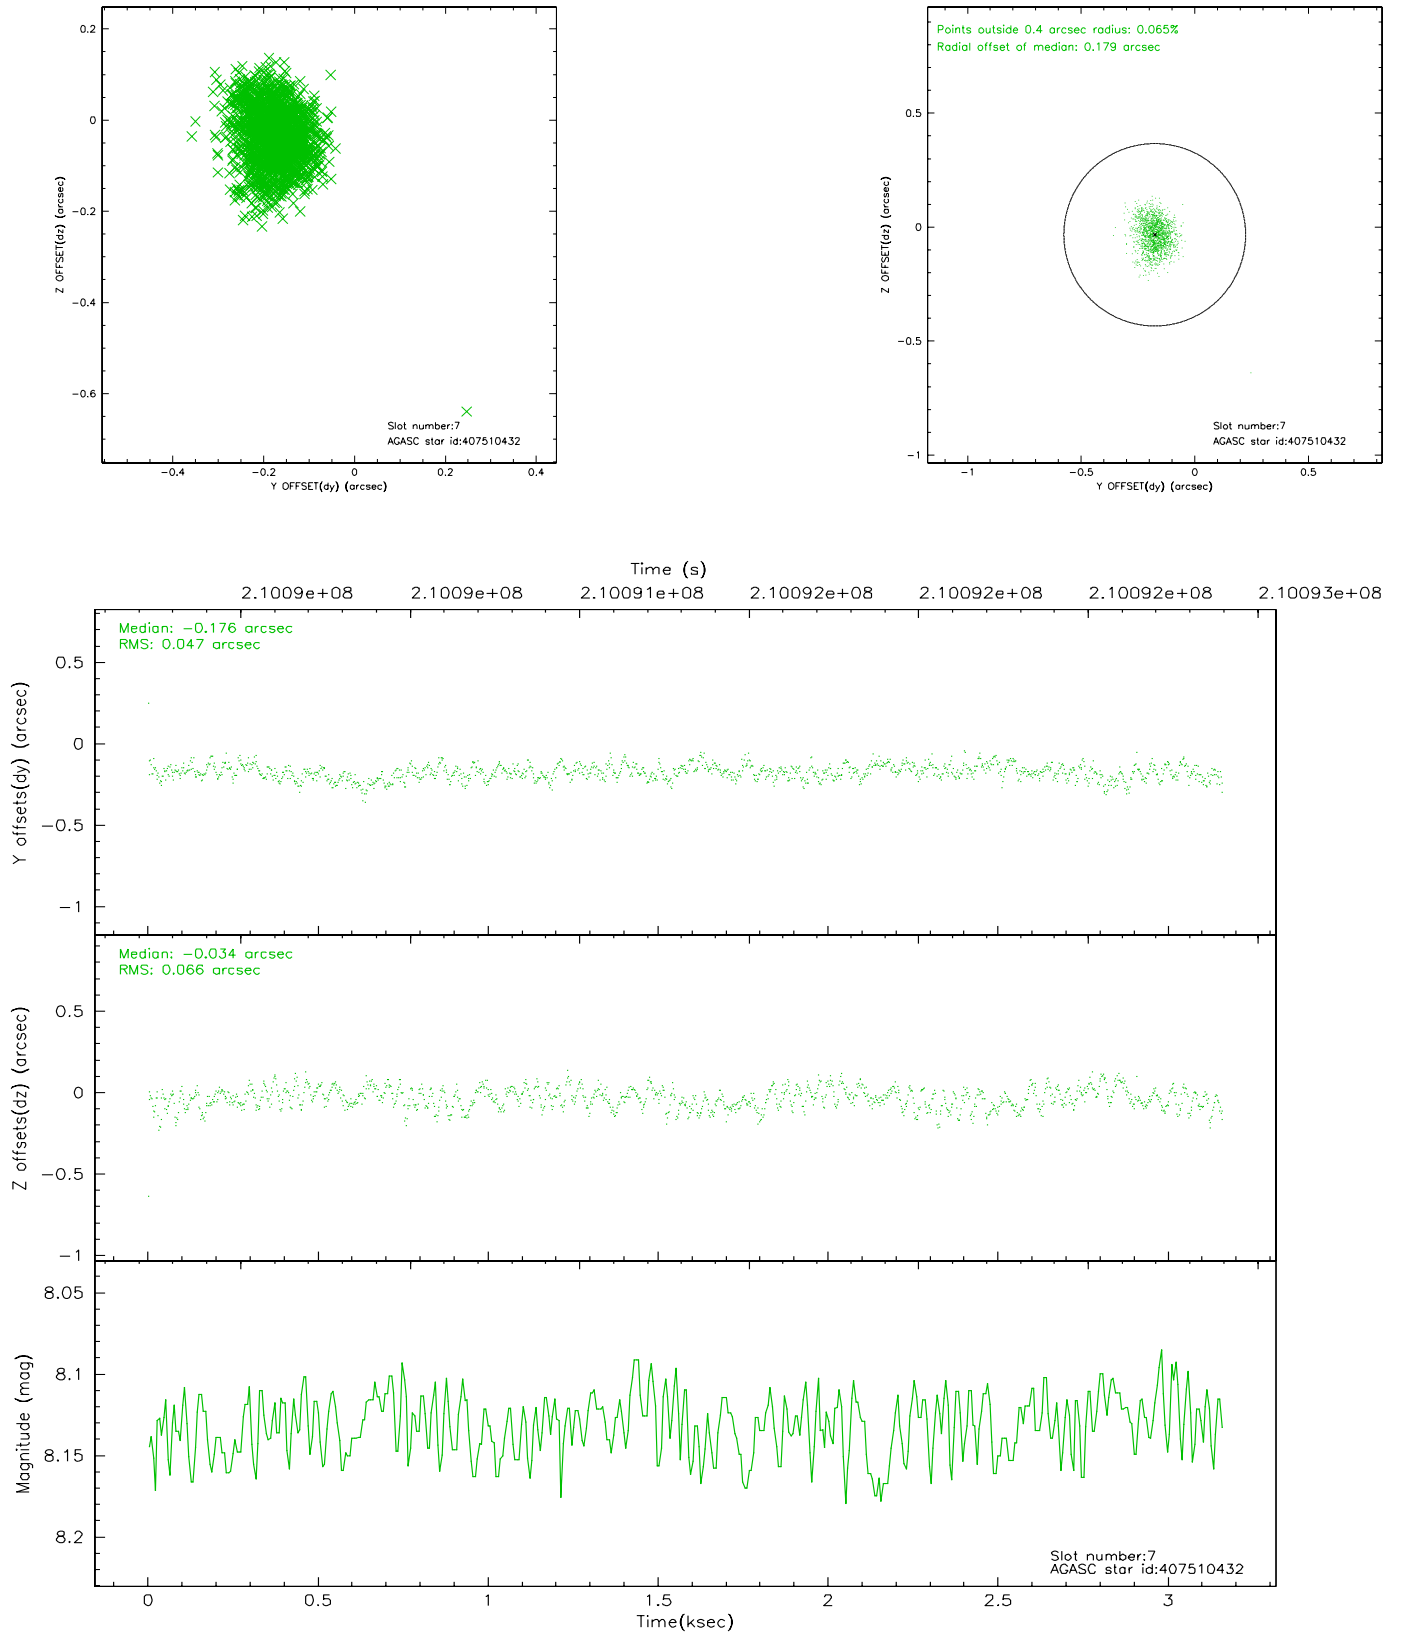 0.2
0
−0.2
−0.4
−0.6
Z OFFSET(dz) (arcsec)
−0.4
−0.2
0
0.2
0.4
Y OFFSET(dy) (arcsec)
Slot number:7
AGASC star id:407510432
Points outside 0.4 arcsec radius: 0.065%
Radial offset of median: 0.179 arcsec
0.5
0
−0.5
−1
Z OFFSET(dz) (arcsec)
−1
−0.5
0
0.5
Y OFFSET(dy) (arcsec)
Slot number:7
AGASC star id:407510432
Time (s)
2.1009e+08
2.1009e+08
2.10091e+08
2.10092e+08
2.10092e+08
2.10092e+08
2.10093e+08
Median: −0.176 arcsec
RMS: 0.047 arcsec
0.5
0
−0.5
−1
Y offsets(dy) (arcsec)
Median: −0.034 arcsec
RMS: 0.066 arcsec
0.5
0
−0.5
−1
Z offsets(dz) (arcsec)
8.05
8.1
8.15
8.2
Magnitude (mag)
Slot number:7
AGASC star id:407510432
0
0.5
1
1.5
2
2.5
3
Time(ksec)